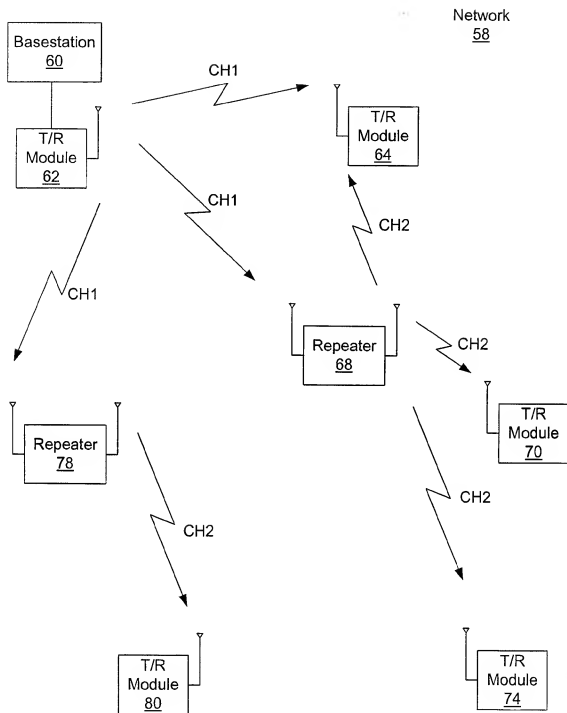 Network
58
Basestation
60
CH1
T/R
Module
62
T/R
Module
64
CH1
CH2
CH1
Repeater
68
CH2
T/R
Module
70
Repeater
78
CH2
CH2
T/R
Module
80
T/R
Module
74